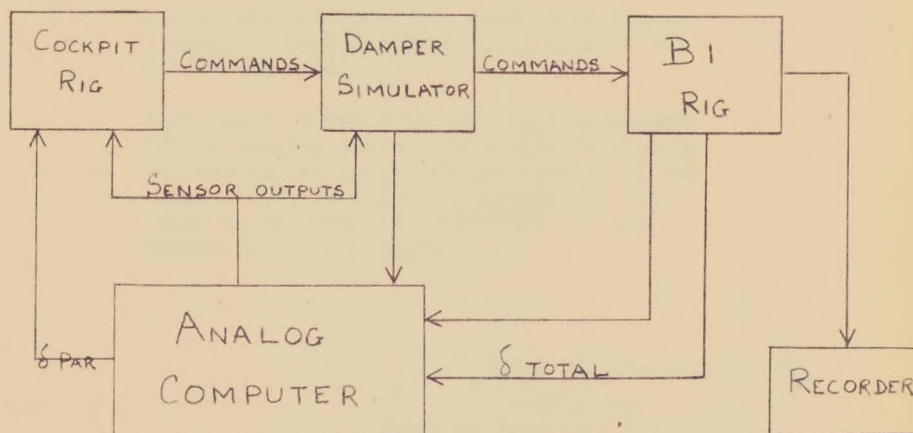 COCKPIT
RIG
COMMANDS
DAMPER
SIMULATOR
COMMANDS
B1
RIG
SENSOR OUTPUTS
δ PAR
ANALOG
COMPUTER
δ TOTAL
RECORDER